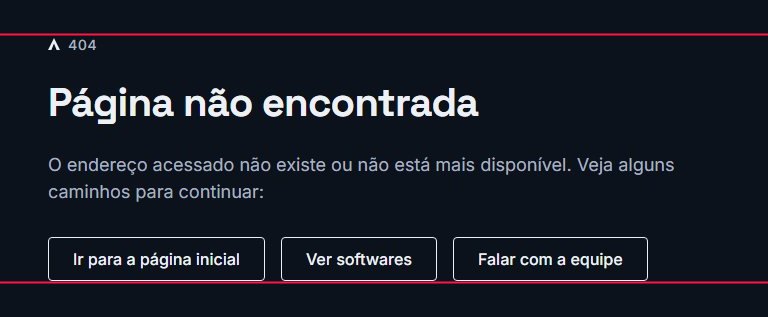 404
Página não encontrada
O endereço acessado não existe ou não está mais disponível. Veja alguns
caminhos para continuar:
Ir para a página inicial
Ver softwares
Falar com a equipe